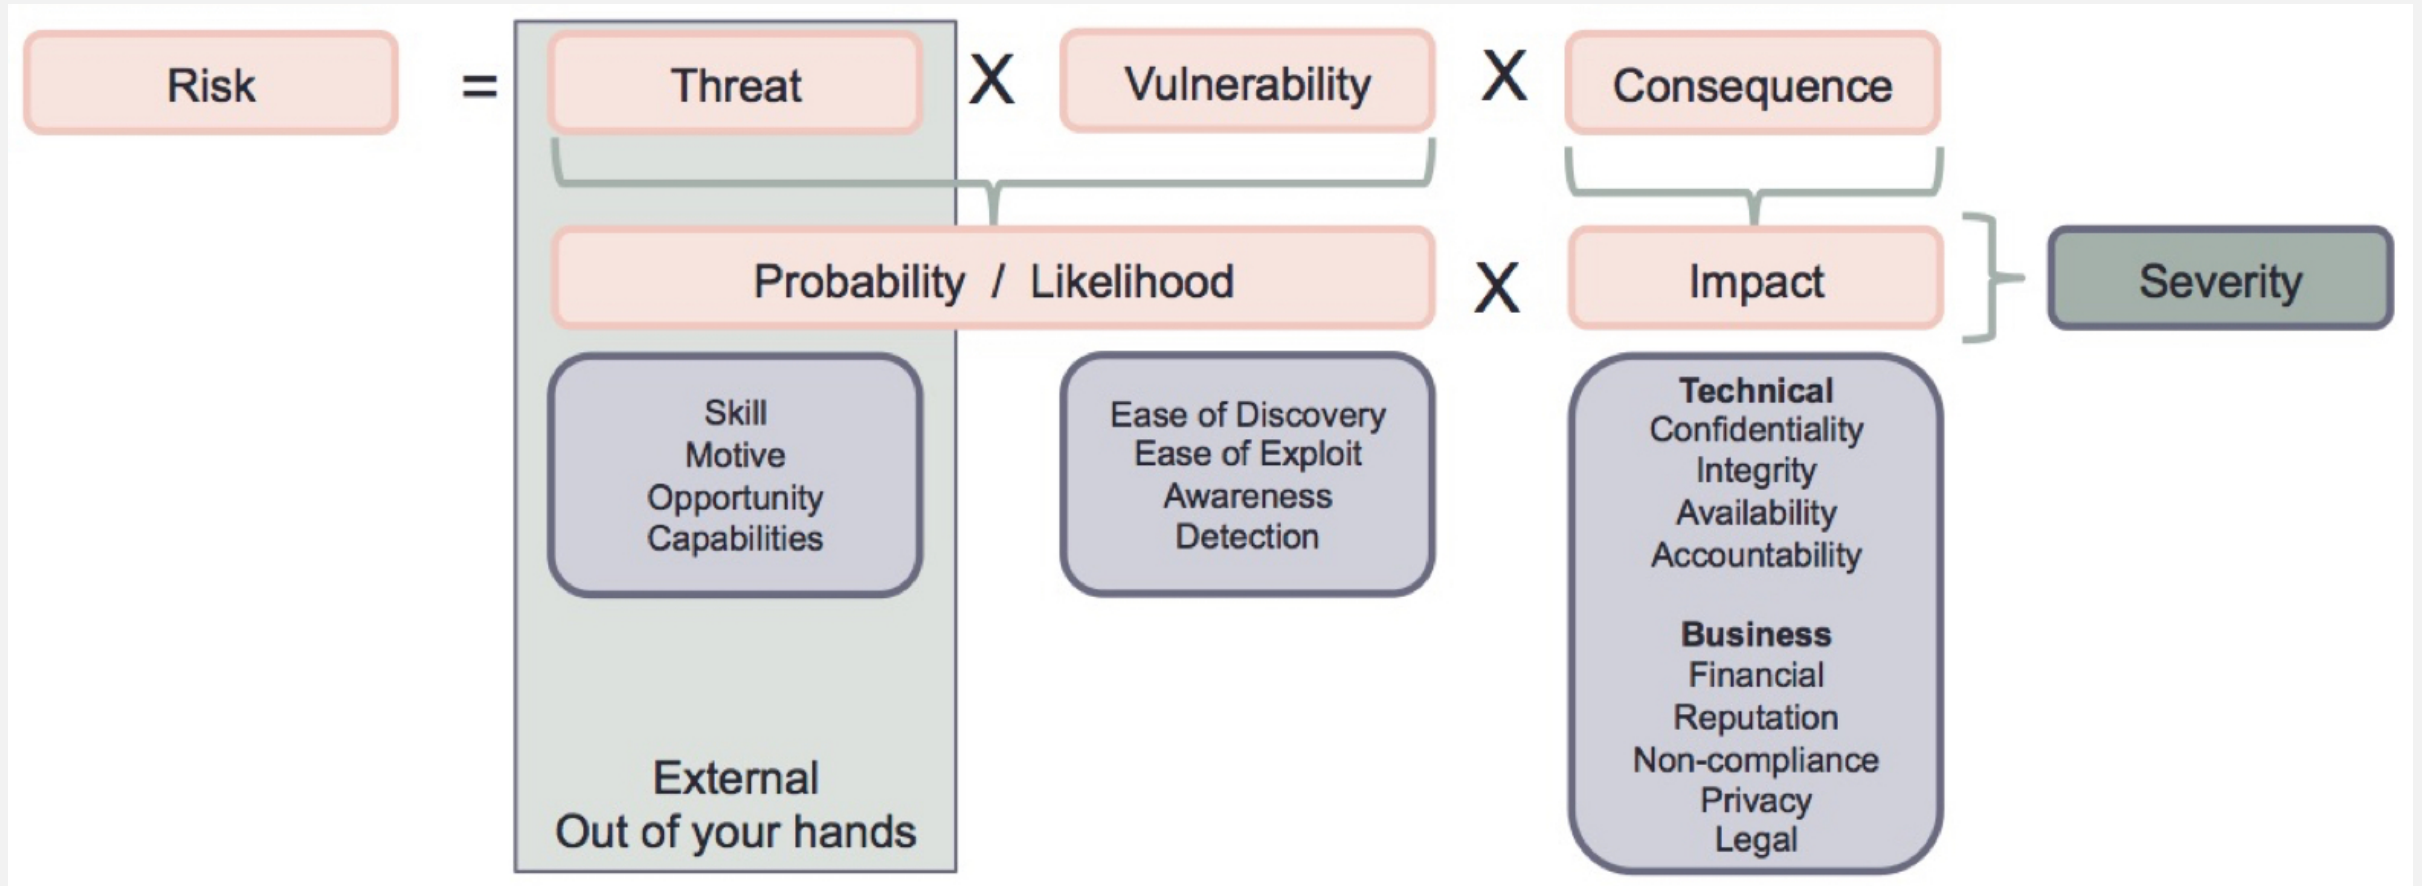 Risk = Threat X Vulnerability X Consequence
Probability / Likelihood X Impact Severity
Skill
Motive
Opportunity
Capabilities
Ease of Discovery
Ease of Exploit
Awareness
Detection
Technical
Confidentiality
Integrity
Availability
Accountability
Business
Financial
Reputation
Non-compliance
Privacy
Legal
External
Out of your hands